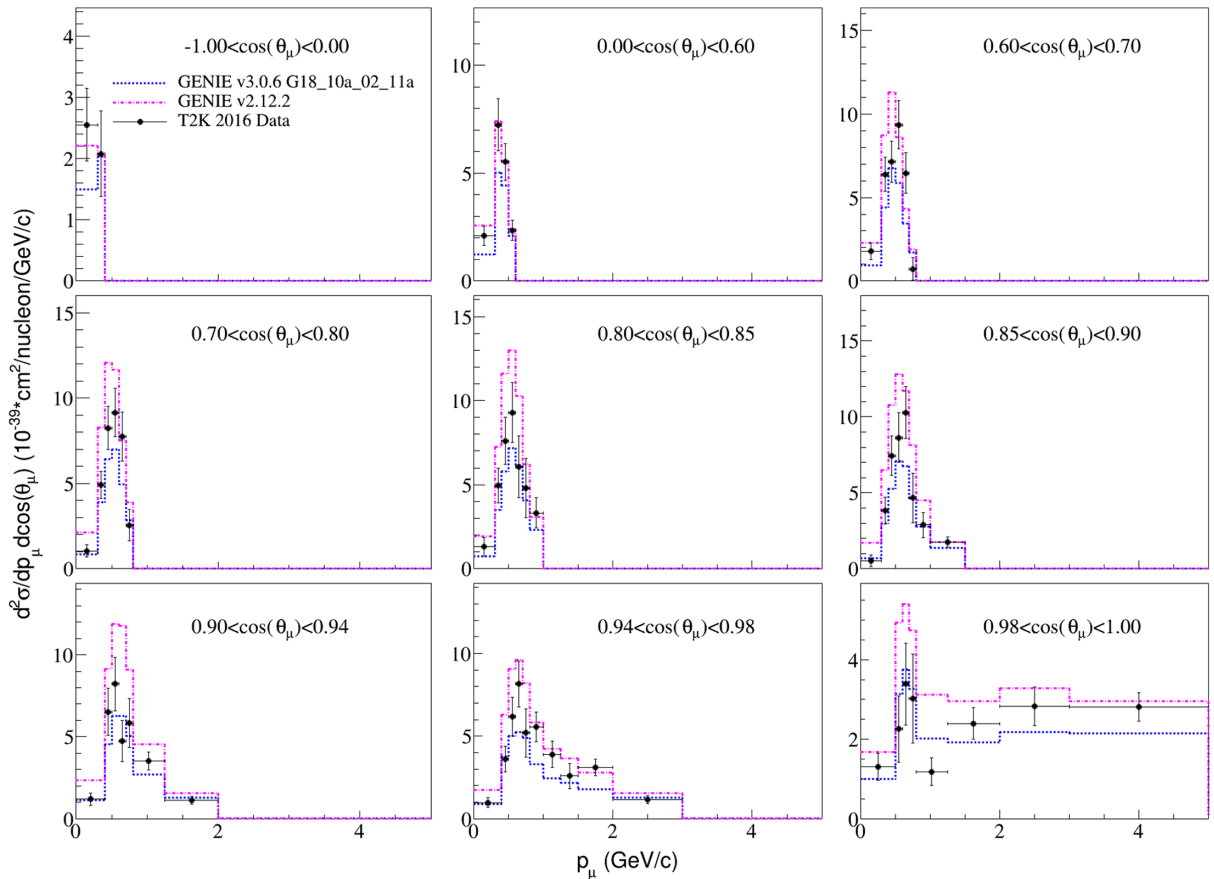 -1.00<cos(θμ)<0.00
GENIE v3.0.6 G18_10a_02_11a
GENIE v2.12.2
T2K 2016 Data
4
3
2
1
0
0.00<cos(θμ)<0.60
10
5
0
0.60<cos(θμ)<0.70
15
10
5
0
d²σ/dpμdcos(θμ) (10⁻³⁹*cm²/nucleon/GeV/c)
0.70<cos(θμ)<0.80
15
10
5
0
0.80<cos(θμ)<0.85
15
10
5
0
0.85<cos(θμ)<0.90
15
10
5
0
0.90<cos(θμ)<0.94
10
5
0
0 2 4
0.94<cos(θμ)<0.98
10
5
0
0 2 4
0.98<cos(θμ)<1.00
4
2
0
0 2 4
pμ (GeV/c)